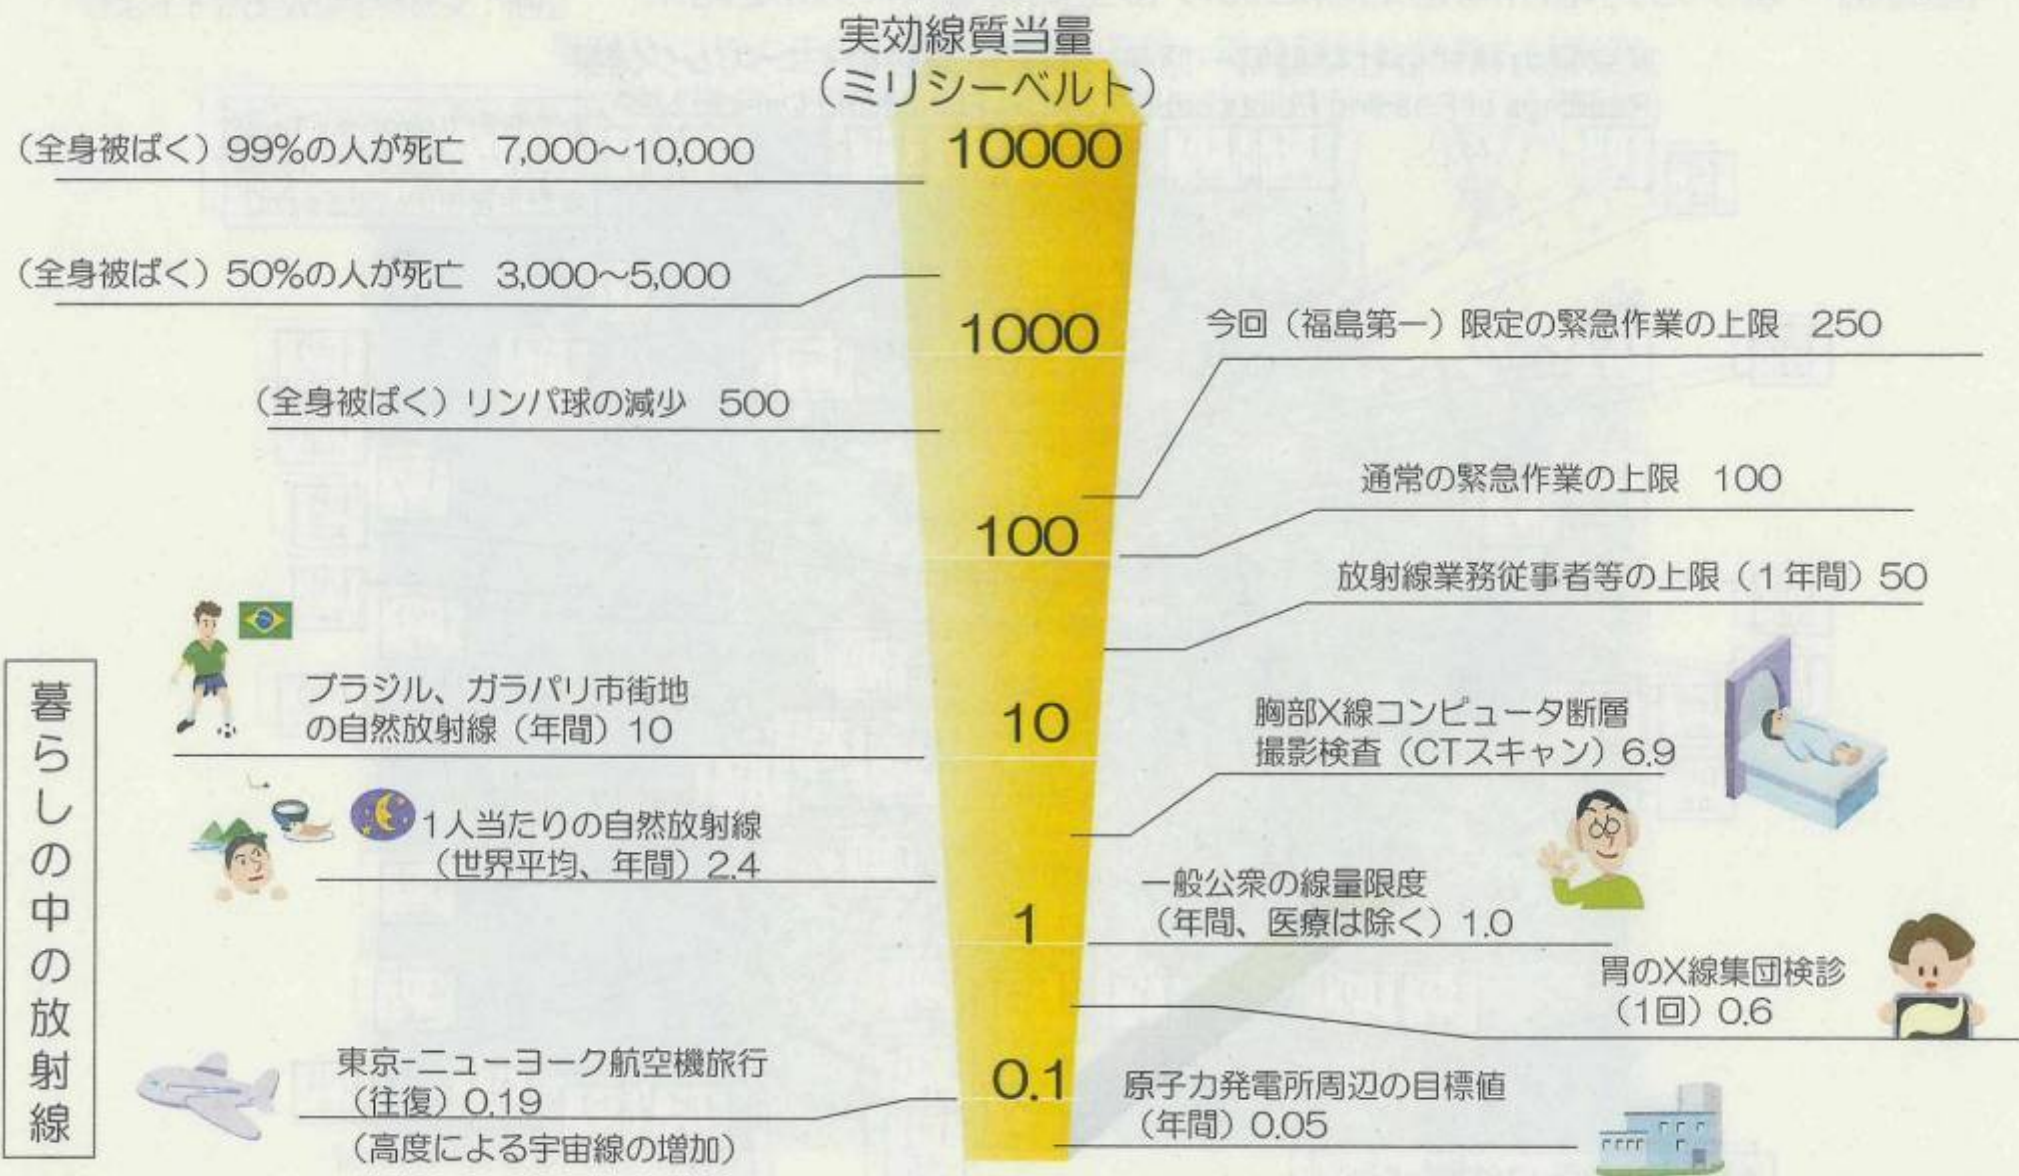 実効線質当量
（ミリシーベルト）
10000
1000
100
10
1
0.1
（全身被ばく）99%の人が死亡　7,000～10,000
（全身被ばく）50%の人が死亡　3,000～5,000
（全身被ばく）リンパ球の減少　500
今回（福島第一）限定の緊急作業の上限　250
通常の緊急作業の上限　100
放射線業務従事者等の上限（1年間）50
暮らしの中の放射線
ブラジル、ガラパリ市街地
の自然放射線（年間）10
胸部X線コンピュータ断層
撮影検査（CTスキャン）6.9
1人当たりの自然放射線
（世界平均、年間）2.4
一般公衆の線量限度
（年間、医療は除く）1.0
胃のX線集団検診
（1回）0.6
東京-ニューヨーク航空機旅行
（往復）0.19
（高度による宇宙線の増加）
原子力発電所周辺の目標値
（年間）0.05